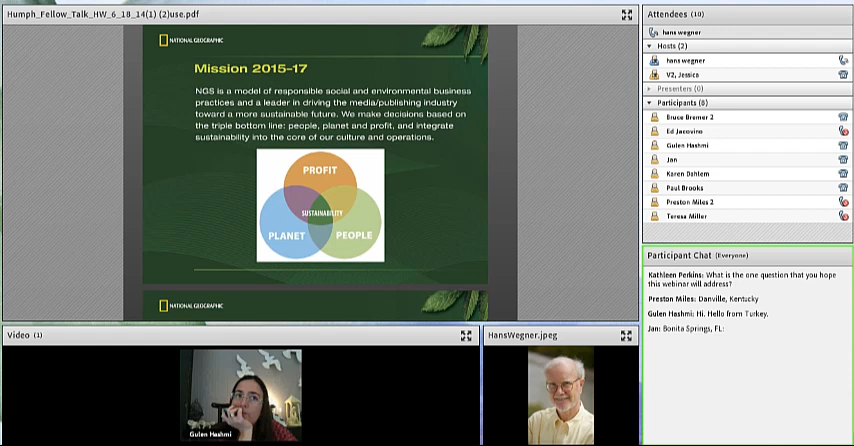 Humph_Fellow_Talk_HW_6_18_14(1) (2)use.pdf
NATIONAL GEOGRAPHIC
Mission 2015-17
NGS is a model of responsible social and environmental business
practices and a leader in driving the media/publishing industry
toward a more sustainable future. We make decisions based on
the triple bottom line: people, planet and profit, and integrate
sustainability into the core of our culture and operations.
PROFIT
SUSTAINABILITY
PLANET
PEOPLE
NATIONAL GEOGRAPHIC
Video (1)
Gulen Hashmi
HansWegner.jpeg
Attendees (10)
hans wegner
Hosts (2)
hans wegner
V2, Jessica
Presenters (0)
Participants (8)
Bruce Bremer 2
Ed Jacovino
Gulen Hashmi
Jan
Karen Dahlem
Paul Brooks
Preston Miles 2
Teresa Miller
Participant Chat (Everyone)
Kathleen Perkins: What is the one question that you hope
this webinar will address?
Preston Miles: Danville, Kentucky
Gulen Hashmi: Hi. Hello from Turkey.
Jan: Bonita Springs, FL: